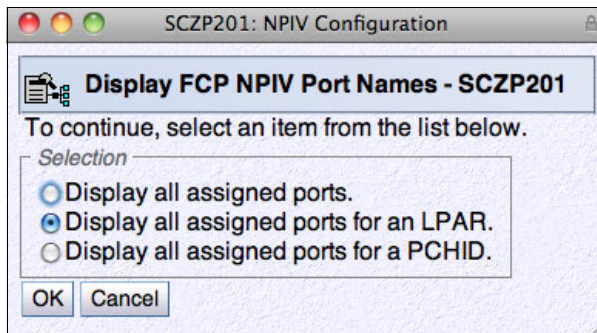 SCZP201: NPIV Configuration
Display FCP NPIV Port Names - SCZP201
To continue, select an item from the list below.
Selection
Display all assigned ports.
Display all assigned ports for an LPAR.
Display all assigned ports for a PCHID.
OK Cancel